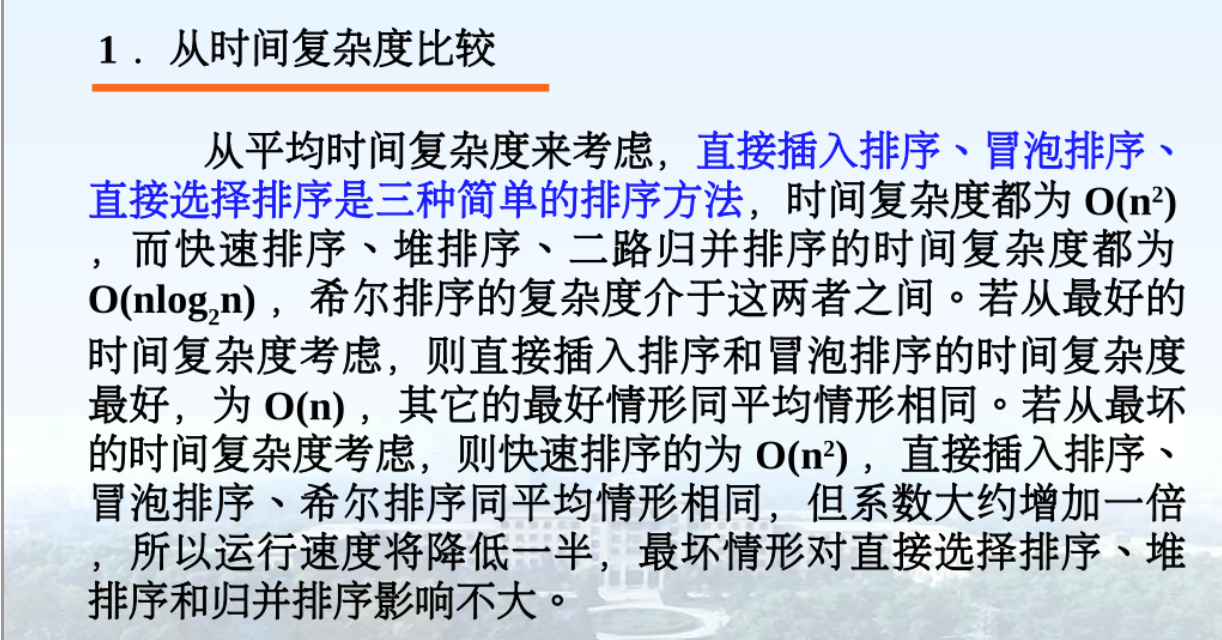 1．从时间复杂度比较
从平均时间复杂度来考虑，直接插入排序、冒泡排序、
直接选择排序是三种简单的排序方法，时间复杂度都为 O(n²)
，而快速排序、堆排序、二路归并排序的时间复杂度都为
O(nlog₂n)，希尔排序的复杂度介于这两者之间。若从最好的
时间复杂度考虑，则直接插入排序和冒泡排序的时间复杂度
最好，为 O(n)，其它的最好情形同平均情形相同。若从最坏
的时间复杂度考虑，则快速排序的为 O(n²)，直接插入排序、
冒泡排序、希尔排序同平均情形相同，但系数大约增加一倍
，所以运行速度将降低一半，最坏情形对直接选择排序、堆
排序和归并排序影响不大。